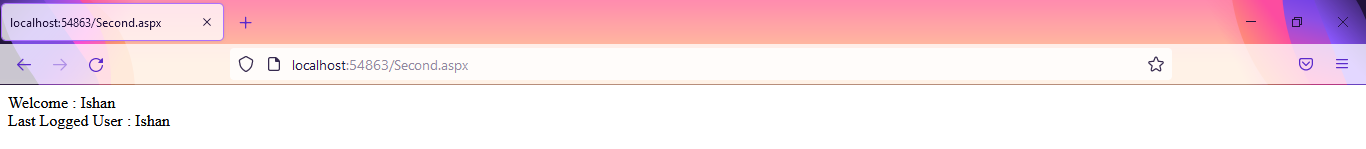 localhost:54863/Second.aspx
localhost:54863/Second.aspx
Welcome : Ishan
Last Logged User : Ishan